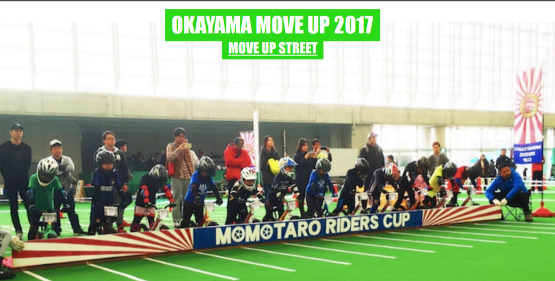 OKAYAMA MOVE UP 2017
MOVE UP STREET
MOMOTARO RIDERS CUP